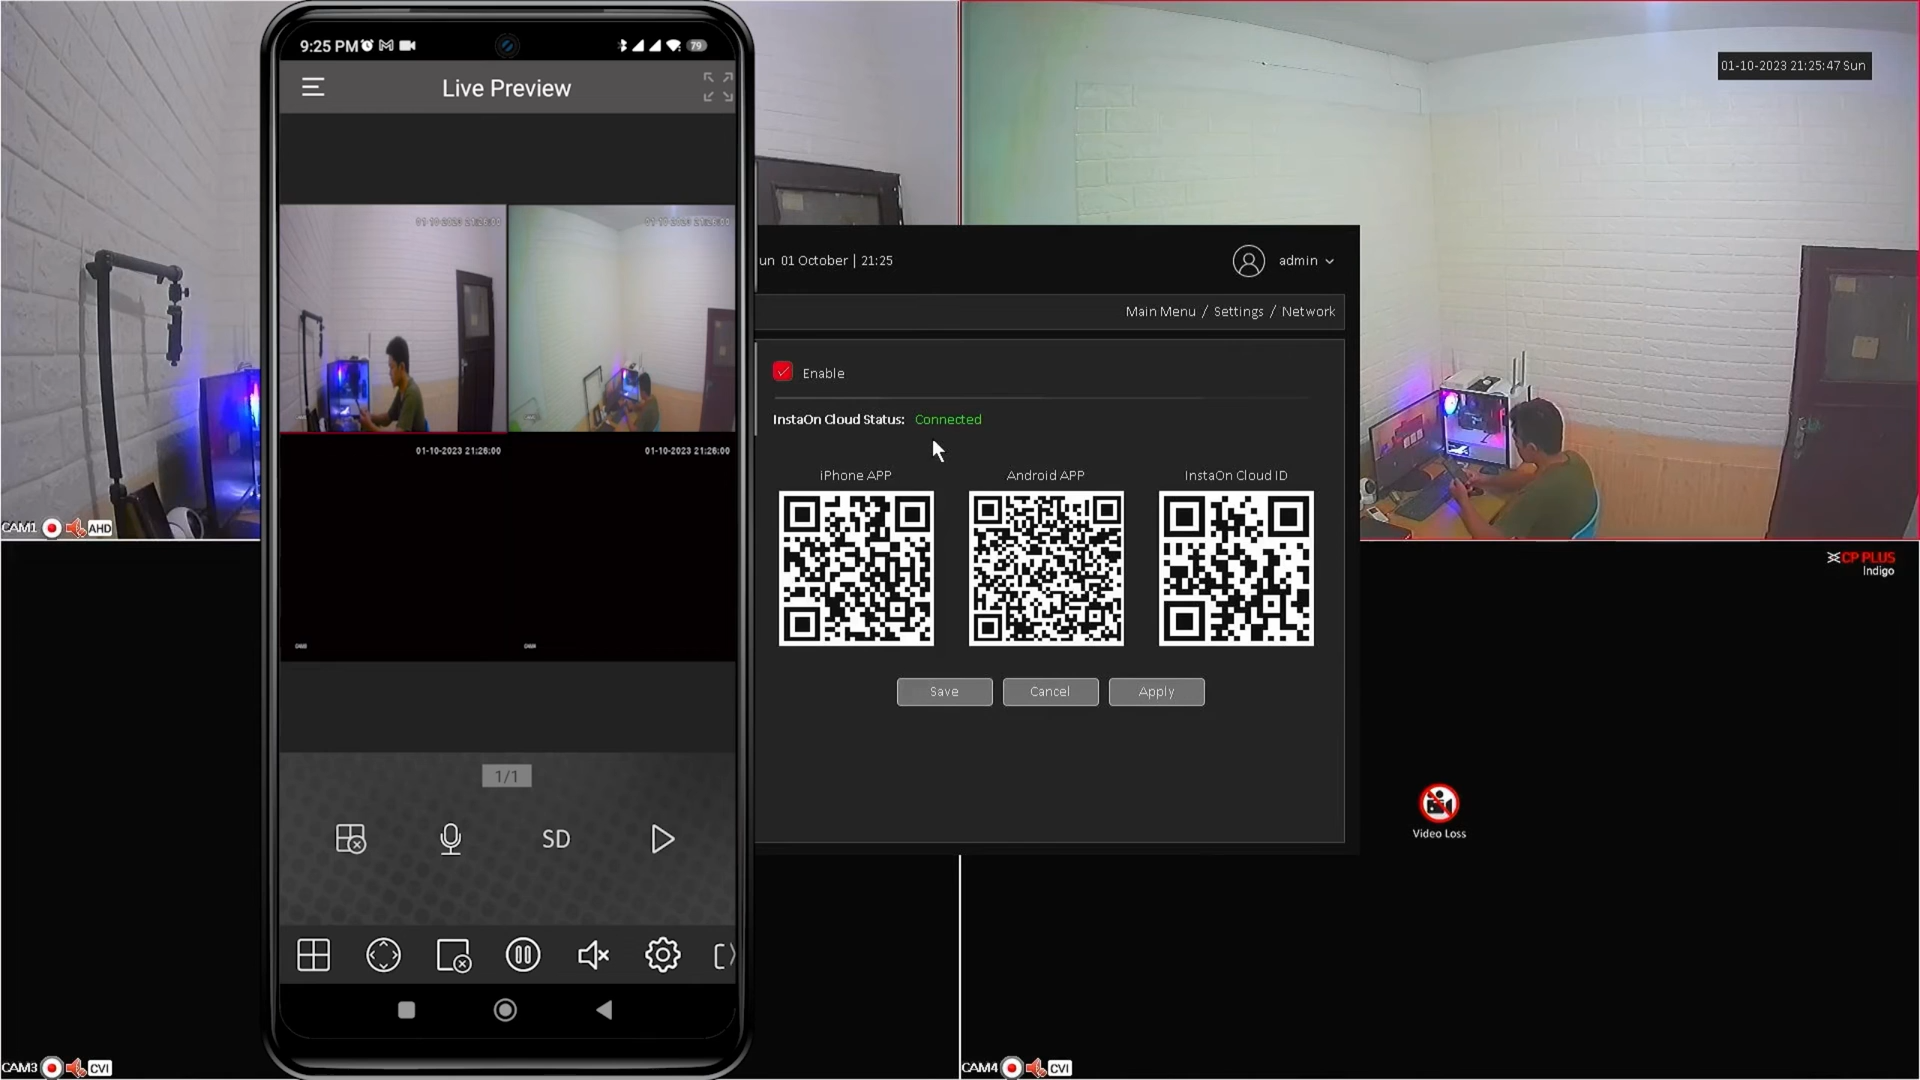 9:25 PM
79
Live Preview
01-10-2023 21:26:00
01-10-2023 21:26:00
1/1
SD
01-10-2023 21:25:47 Sun
un 01 October | 21:25
admin
Main Menu / Settings / Network
Enable
InstaOn Cloud Status: Connected
iPhone APP
Android APP
InstaOn Cloud ID
Save
Cancel
Apply
CAM1
AHD
CP PLUS
Indigo
Video Loss
CAM3
CVI
CAM4
CVI